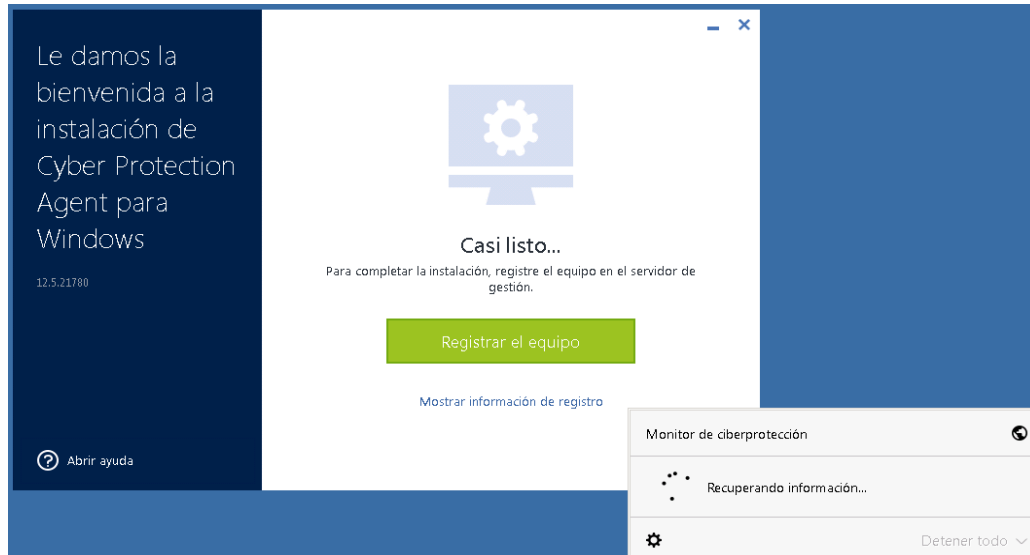 Le damos la
bienvenida a la
instalación de
Cyber Protection
Agent para
Windows
12.5.21780
Abrir ayuda
Casi listo...
Para completar la instalación, registre el equipo en el servidor de
gestión.
Registrar el equipo
Mostrar información de registro
Monitor de ciberprotección
Recuperando información...
Detener todo